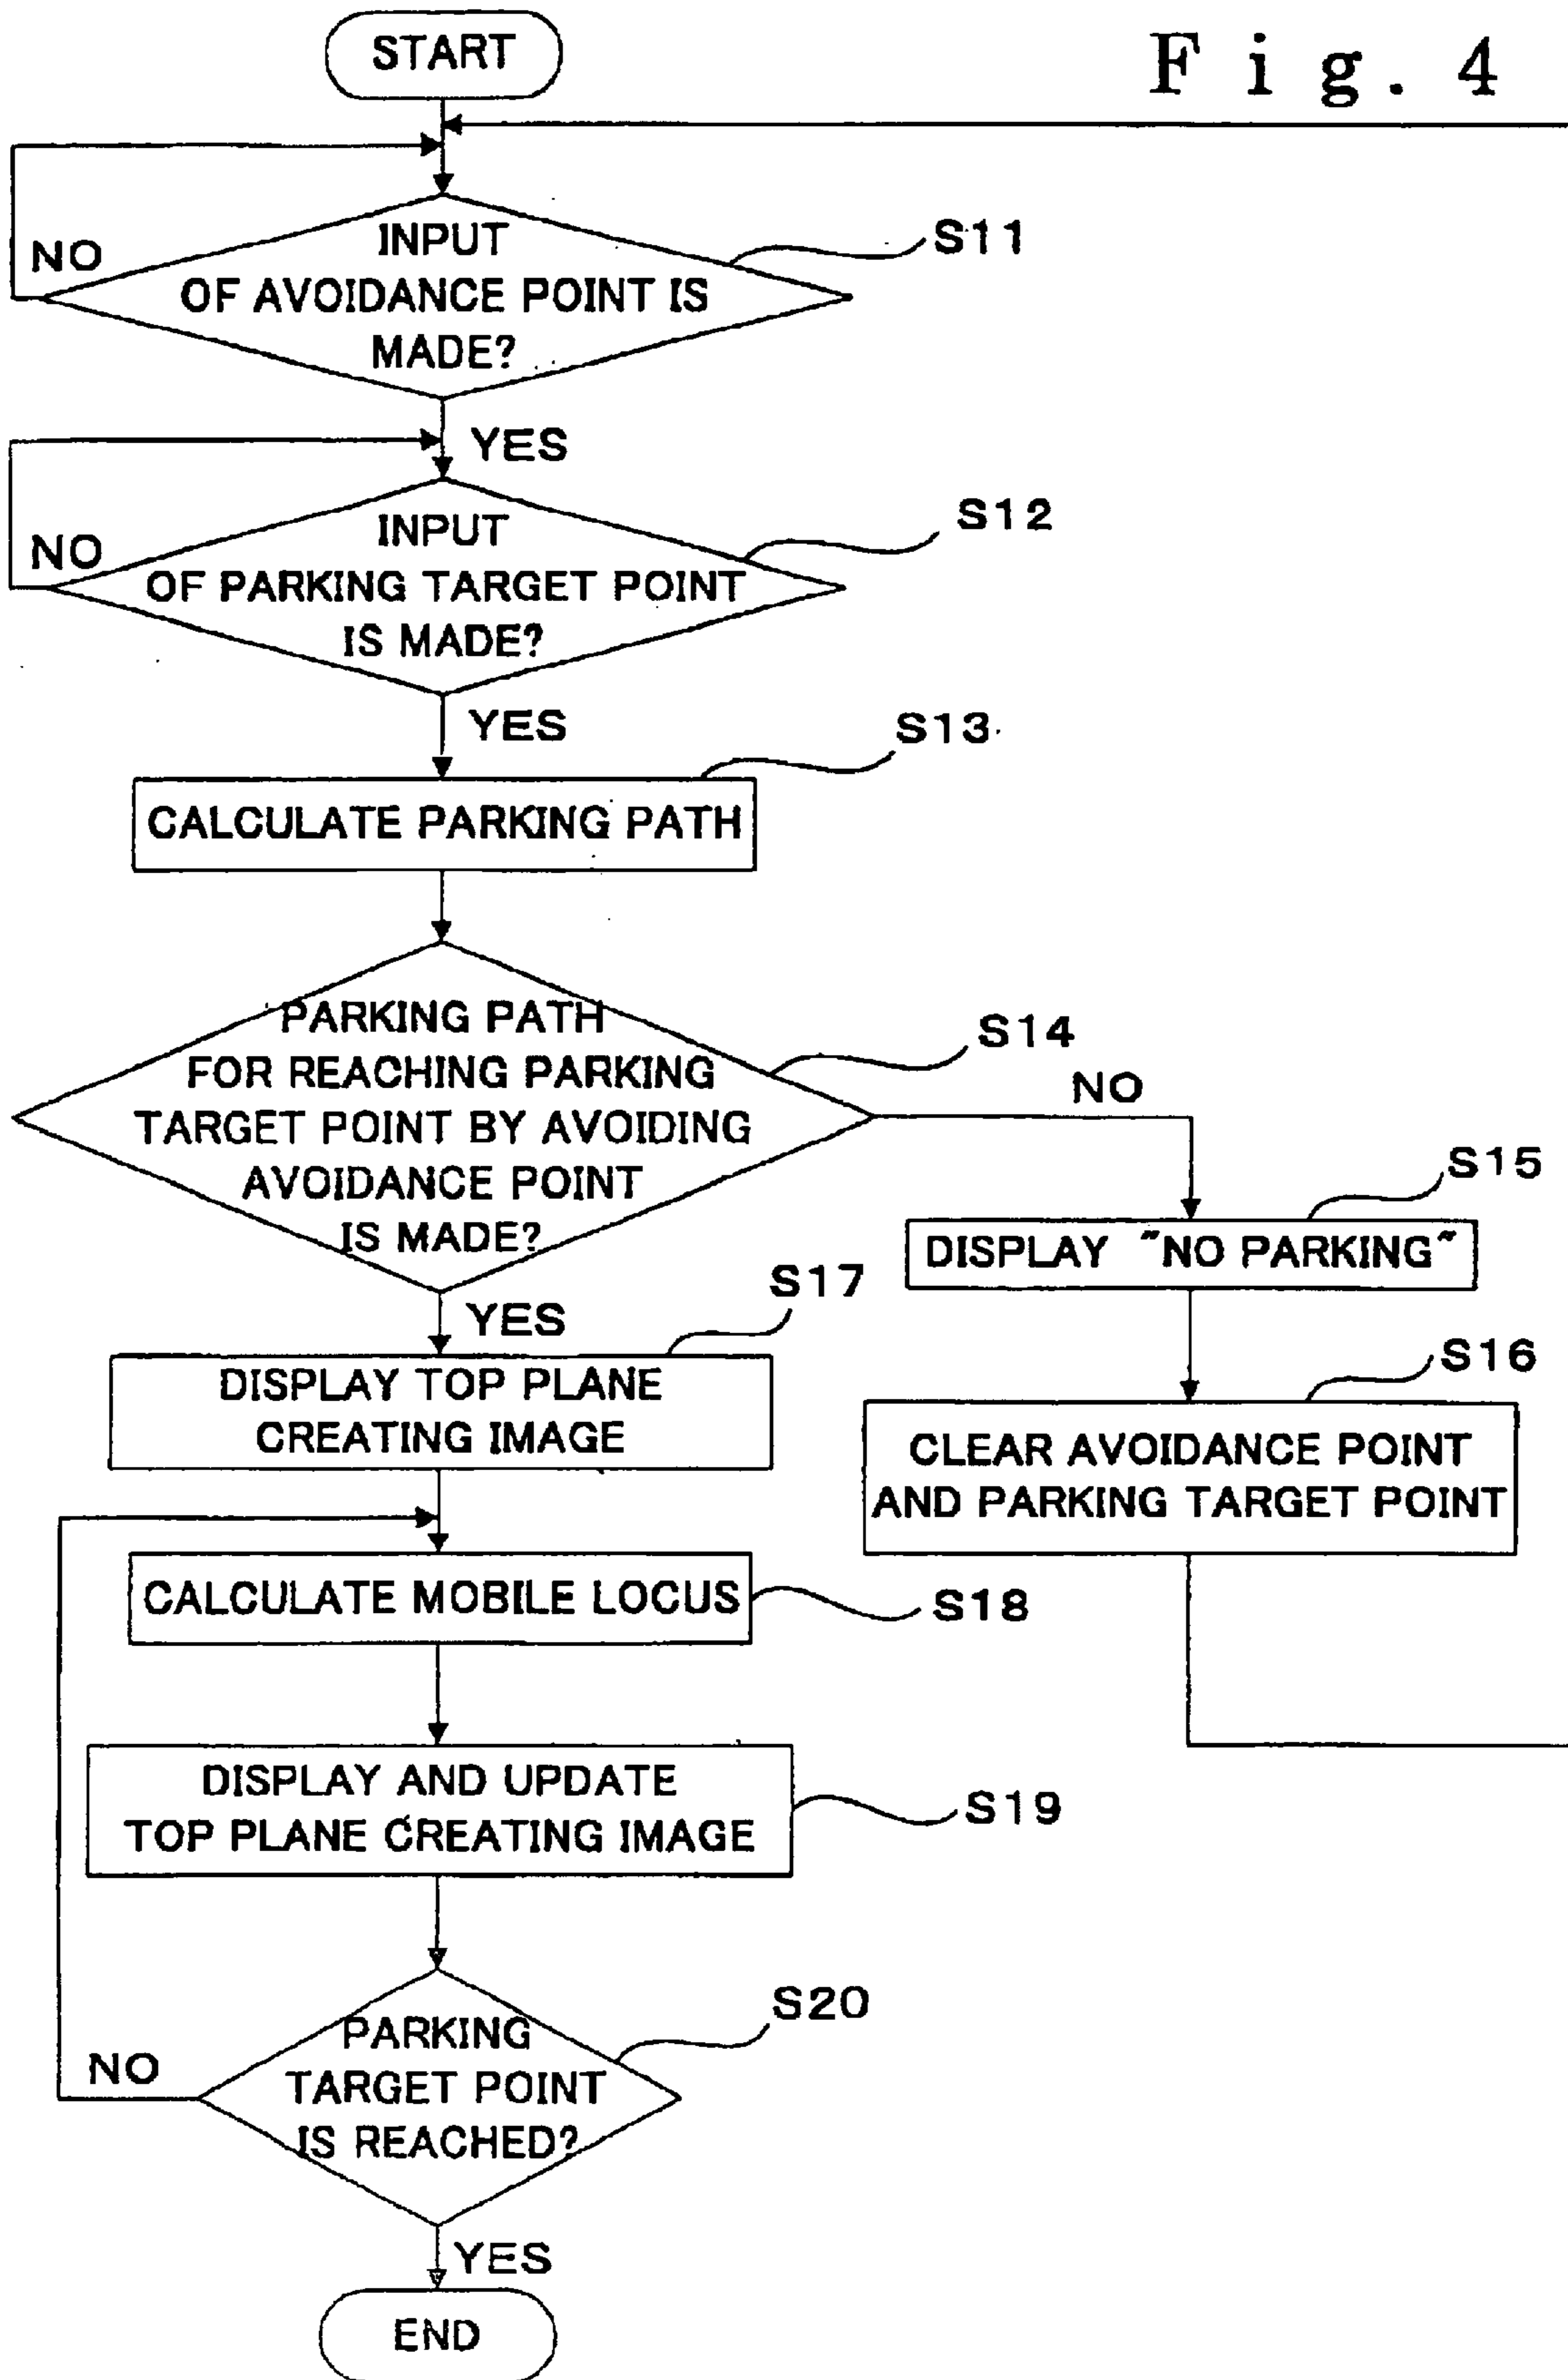 START
Fig. 4
INPUT
OF AVOIDANCE POINT IS
MADE?
S11
NO
YES
INPUT
OF PARKING TARGET POINT
IS MADE?
S12
NO
YES
S13
CALCULATE PARKING PATH
PARKING PATH
FOR REACHING PARKING
TARGET POINT BY AVOIDING
AVOIDANCE POINT
IS MADE?
S14
NO
S15
DISPLAY "NO PARKING"
S16
CLEAR AVOIDANCE POINT
AND PARKING TARGET POINT
YES
S17
DISPLAY TOP PLANE
CREATING IMAGE
CALCULATE MOBILE LOCUS
S18
DISPLAY AND UPDATE
TOP PLANE CREATING IMAGE
S19
PARKING
TARGET POINT
IS REACHED?
S20
NO
YES
END